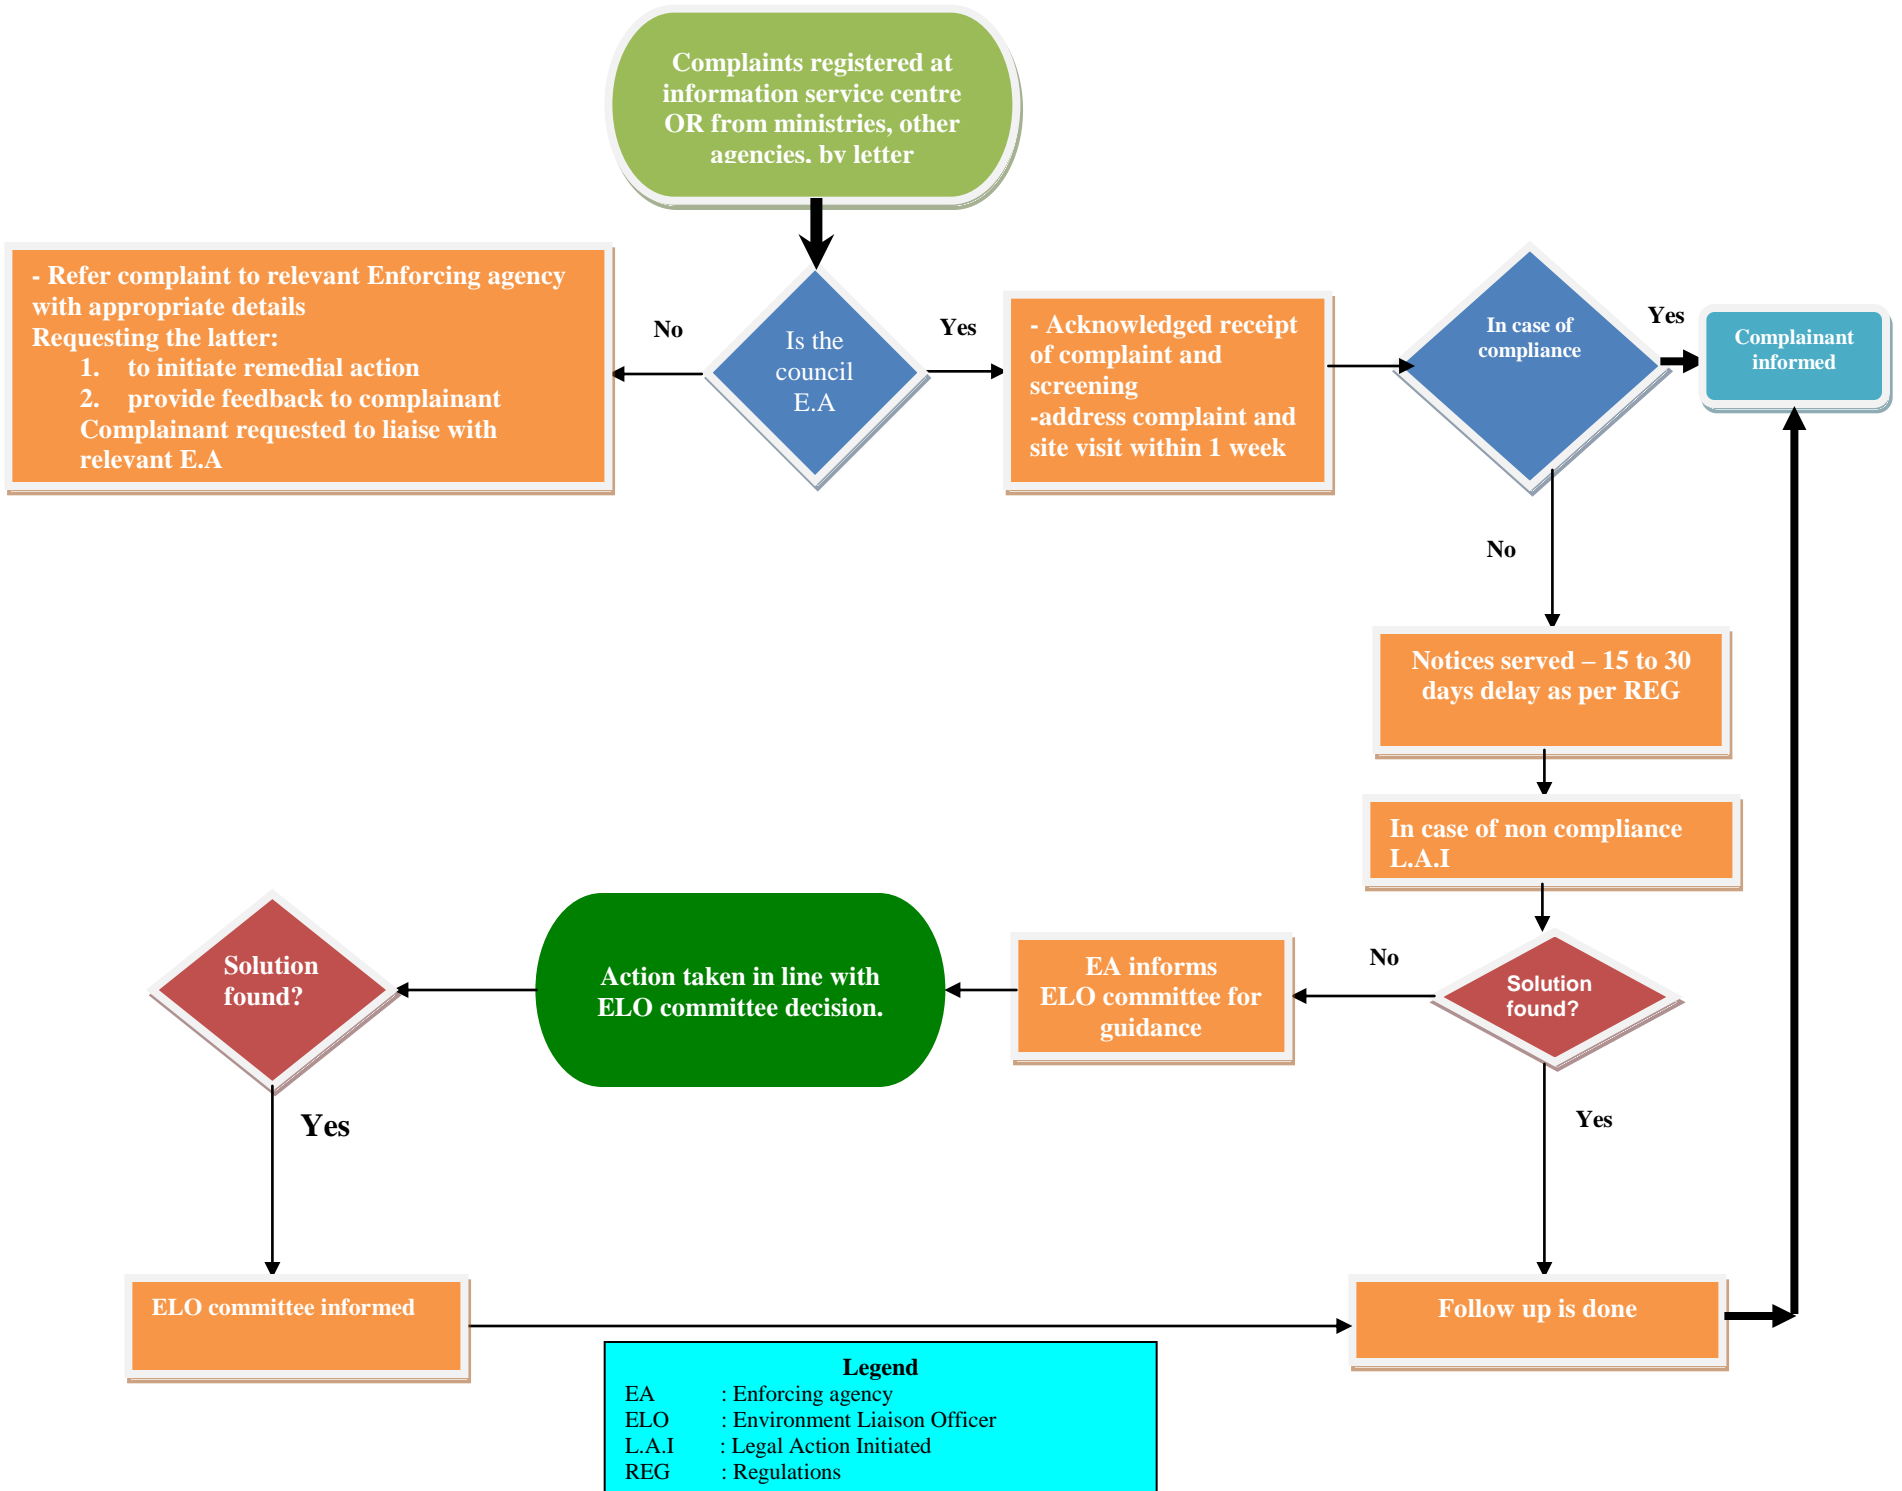 Complaints registered at
information service centre
OR from ministries, other
agencies, by letter
- Refer complaint to relevant Enforcing agency
with appropriate details
Requesting the latter:
1. to initiate remedial action
2. provide feedback to complainant
Complainant requested to liaise with
relevant E.A
No
Is the
council
E.A
Yes
- Acknowledged receipt
of complaint and
screening
-address complaint and
site visit within 1 week
In case of
compliance
Yes
Complainant
informed
No
Notices served – 15 to 30
days delay as per REG
In case of non compliance
L.A.I
Solution
found?
No
EA informs
ELO committee for
guidance
Action taken in line with
ELO committee decision.
Solution
found?
Yes
Yes
ELO committee informed
Follow up is done
Legend
EA : Enforcing agency
ELO : Environment Liaison Officer
L.A.I : Legal Action Initiated
REG : Regulations